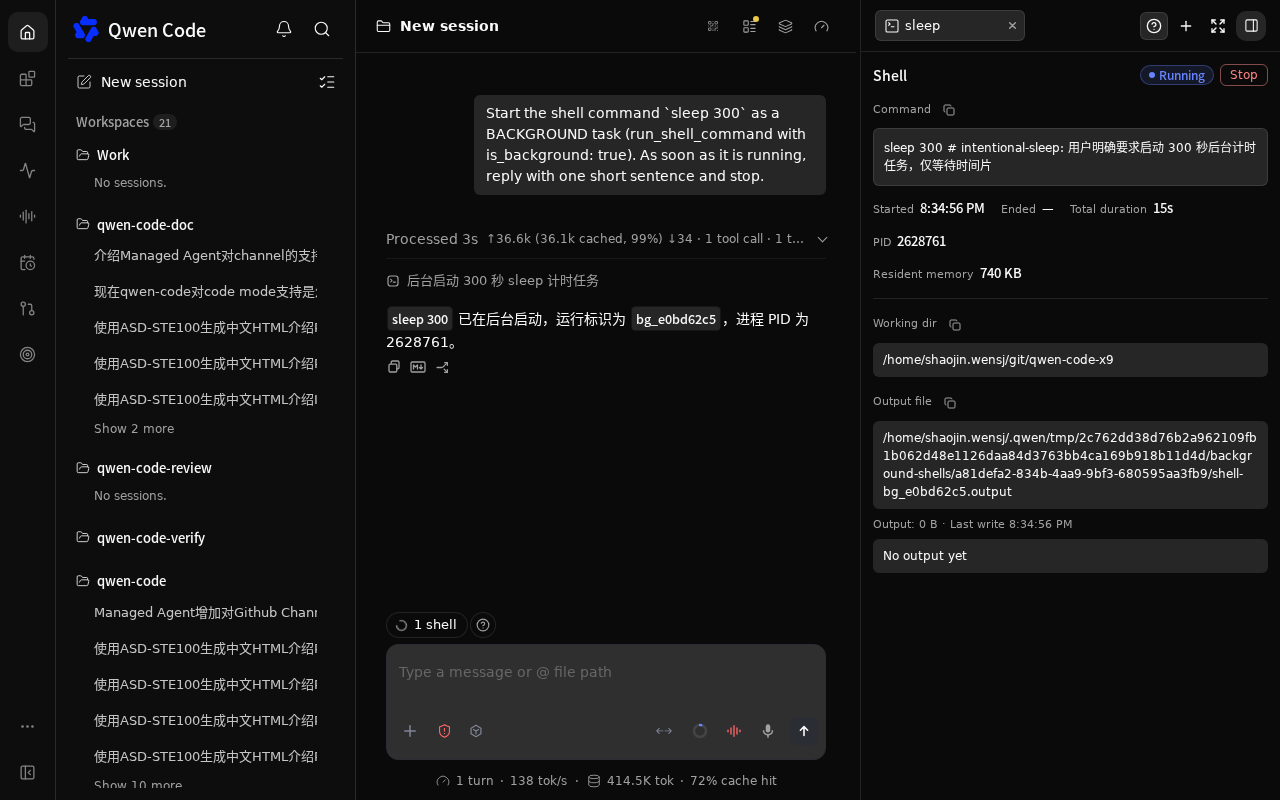 Qwen Code
New session
Workspaces 21
Work
No sessions.
qwen-code-doc
介绍Managed Agent对channel的支持
现在qwen-code对code mode支持是
使用ASD-STE100生成中文HTML介绍
使用ASD-STE100生成中文HTML介绍
使用ASD-STE100生成中文HTML介绍
Show 2 more
qwen-code-review
No sessions.
qwen-code-verify
qwen-code
Managed Agent增加对Github Chan
使用ASD-STE100生成中文HTML介绍
使用ASD-STE100生成中文HTML介绍
使用ASD-STE100生成中文HTML介绍
使用ASD-STE100生成中文HTML介绍
Show 10 more
New session
Start the shell command `sleep 300` as a
BACKGROUND task (run_shell_command with
is_background: true). As soon as it is running,
reply with one short sentence and stop.
Processed 3s ↑36.6k (36.1k cached, 99%) ↓34 · 1 tool call · 1 t...
后台启动 300 秒 sleep 计时任务
sleep 300 已在后台启动，运行标识为 bg_e0bd62c5，进程 PID 为
2628761。
1 shell
Type a message or @ file path
1 turn · 138 tok/s · 414.5K tok · 72% cache hit
sleep
Shell
Running
Stop
Command
sleep 300 # intentional-sleep: 用户明确要求启动 300 秒后台计时
任务，仅等待时间片
Started 8:34:56 PM Ended — Total duration 15s
PID 2628761
Resident memory 740 KB
Working dir
/home/shaojin.wensj/git/qwen-code-x9
Output file
/home/shaojin.wensj/.qwen/tmp/2c762dd38d76b2a962109fb
1b062d48e1126daa84d3763bb4ca169b918b11d4d/backgr
ound-shells/a81defa2-834b-4aa9-9bf3-680595aa3fb9/shell-
bg_e0bd62c5.output
Output: 0 B · Last write 8:34:56 PM
No output yet